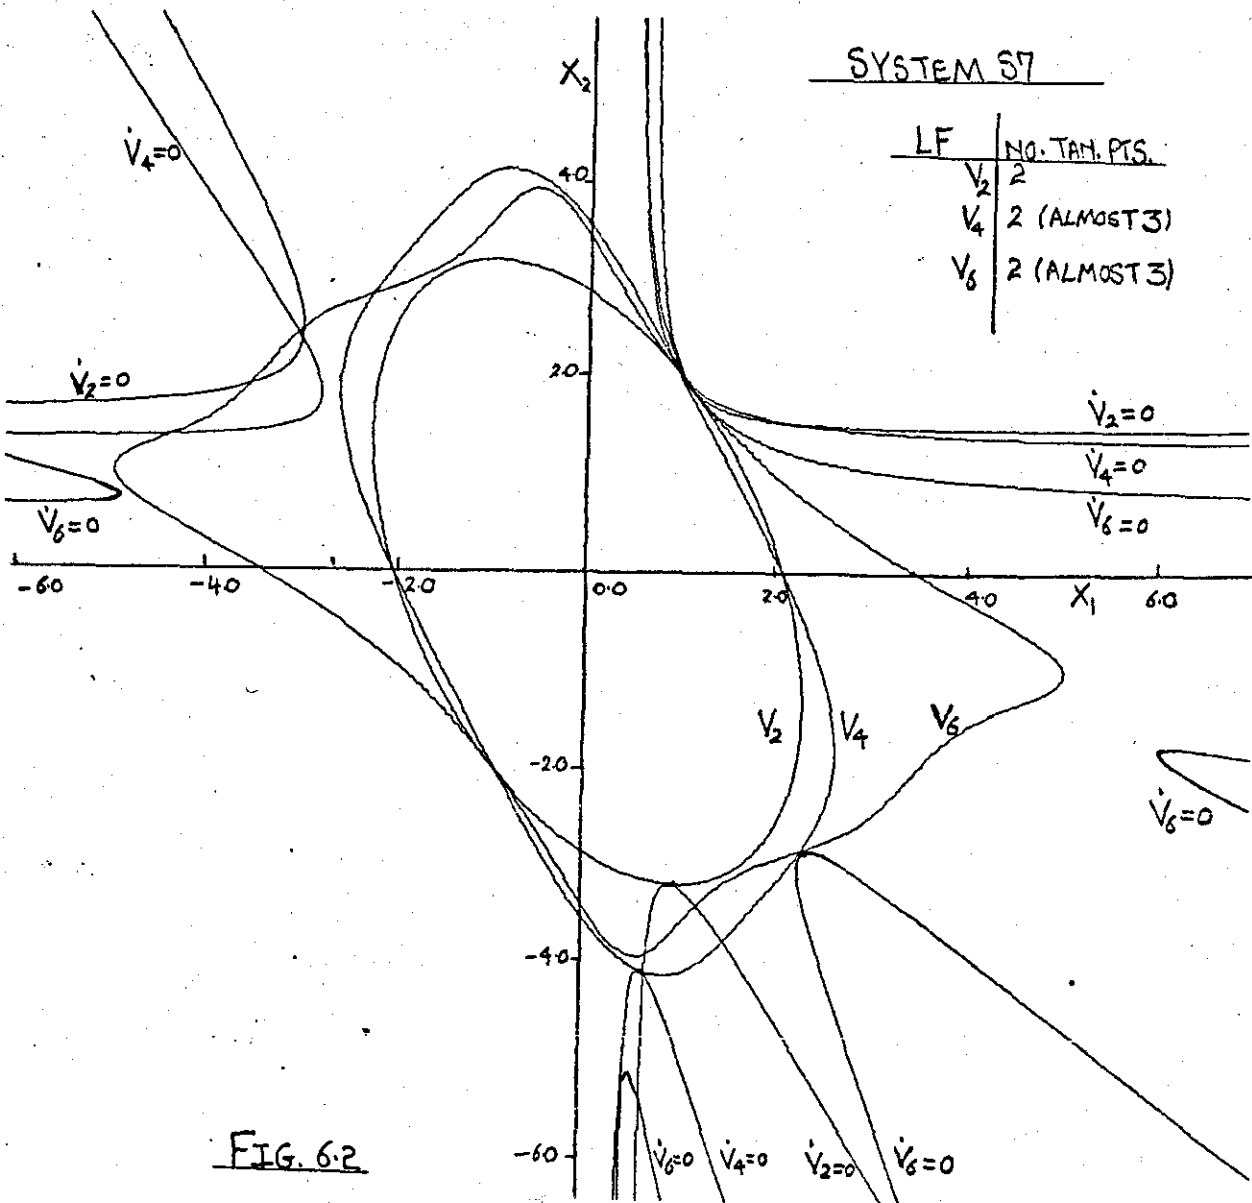 SYSTEM S7
X₂
LF NO. TAN. PTS.
V₂ 2
V₄ 2 (ALMOST 3)
V₆ 2 (ALMOST 3)
V̇₄=0
4.0
2.0
V̇₂=0
V̇₂=0
V̇₄=0
V̇₆=0
V̇₆=0
-6.0
-4.0
-2.0
0.0
2.0
4.0
X₁
6.0
V₂
V₄
V₆
-2.0
V̇₆=0
-4.0
-6.0
V̇₆=0
V̇₄=0
V̇₂=0
V̇₆=0
FIG. 6.2